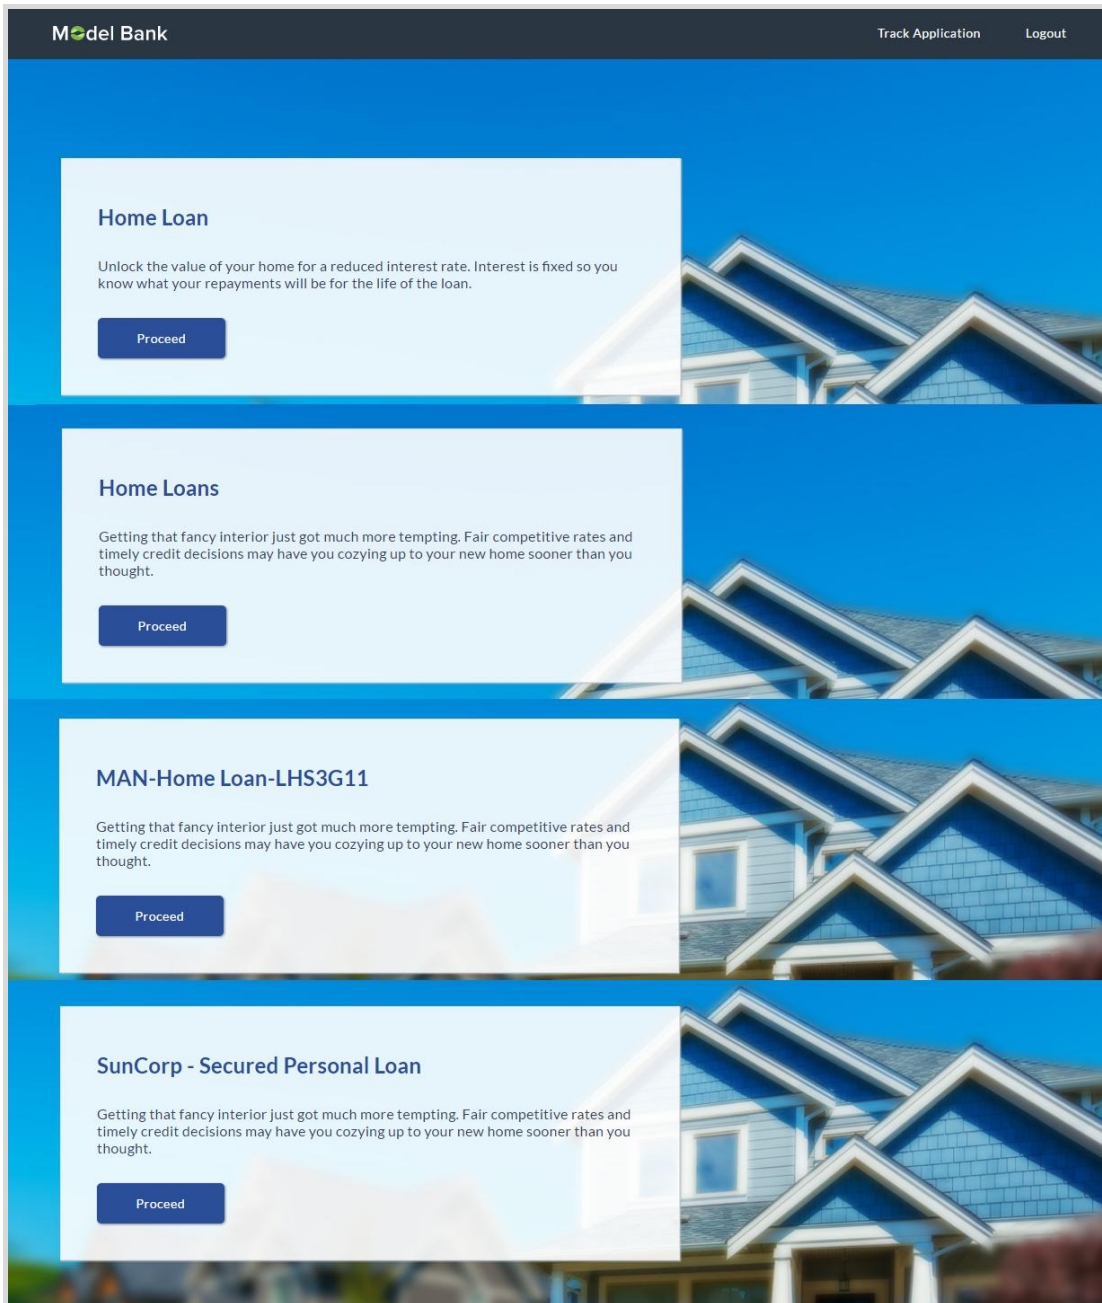 Model Bank
Track Application
Logout
Home Loan
Unlock the value of your home for a reduced interest rate. Interest is fixed so you
know what your repayments will be for the life of the loan.
Proceed
Home Loans
Getting that fancy interior just got much more tempting. Fair competitive rates and
timely credit decisions may have you cozying up to your new home sooner than you
thought.
Proceed
MAN-Home Loan-LHS3G11
Getting that fancy interior just got much more tempting. Fair competitive rates and
timely credit decisions may have you cozying up to your new home sooner than you
thought.
Proceed
SunCorp - Secured Personal Loan
Getting that fancy interior just got much more tempting. Fair competitive rates and
timely credit decisions may have you cozying up to your new home sooner than you
thought.
Proceed